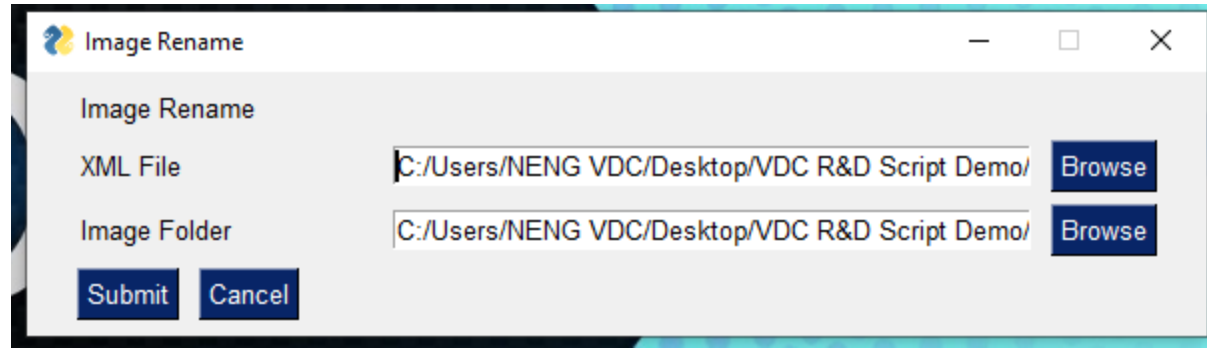 Image Rename
Image Rename
XML File C:/Users/NENG VDC/Desktop/VDC R&D Script Demo/ Browse
Image Folder C:/Users/NENG VDC/Desktop/VDC R&D Script Demo/ Browse
Submit Cancel